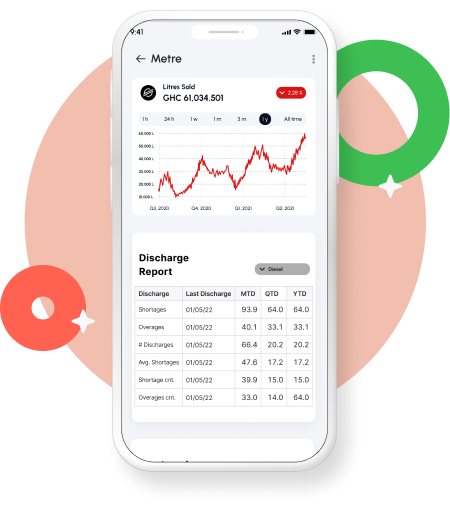 9:41
Metre
Litres Sold
GHC 61,034.501
2.28 %
1 h 24 h 1 w 1 m 3 m 1 y All time
60,000 L
50,000 L
40,000 L
30,000 L
20,000 L
10,000 L
Q3, 2020 Q4, 2020 Q1, 2021 Q2, 2021
Discharge
Report
Diesel
Discharge Last Discharge MTD QTD YTD
Shortages 01/05/22 93.9 64.0 64.0
Overages 01/05/22 40.1 33.1 33.1
# Discharges 01/05/22 66.4 20.2 20.2
Avg. Shortages 01/05/22 47.6 17.2 17.2
Shortage cnt. 01/05/22 39.9 15.0 15.0
Overages cnt. 01/05/22 33.0 14.0 64.0